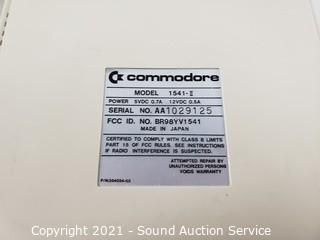 commodore
MODEL 1541-II
POWER 5VDC 0.7A 12VDC 0.5A
SERIAL NO. AA1029125
FCC ID. NO. BR98YV1541
MADE IN JAPAN
CERTIFIED TO COMPLY WITH CLASS B LIMITS
PART 15 OF FCC RULES. SEE INSTRUCTIONS
IF RADIO INTERFERENCE IS SUSPECTED.
ATTEMPTED REPAIR BY
UNAUTHORIZED PERSONS
VOIDS WARRANTY
Copyright 2021 - Sound Auction Service